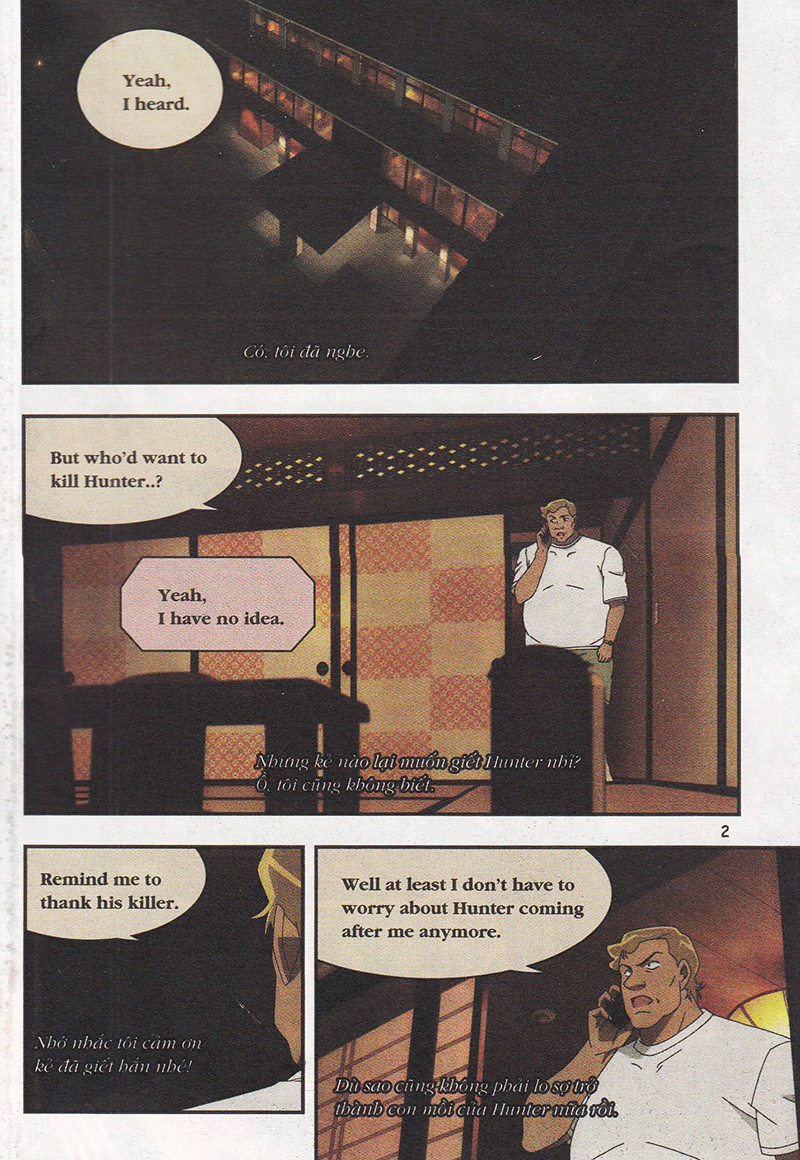 Yeah,
I heard.
Có, tôi đã nghe.
But who'd want to
kill Hunter..?
Yeah,
I have no idea.
Nhưng kẻ nào lại muốn giết Hunter nhỉ?
Ồ, tôi cũng không biết.
2
Remind me to
thank his killer.
Nhớ nhắc tôi cảm ơn
kẻ đã giết hắn nhé!
Well at least I don't have to
worry about Hunter coming
after me anymore.
Dù sao cũng không phải lo sợ trở
thành con mồi của Hunter nữa rồi.